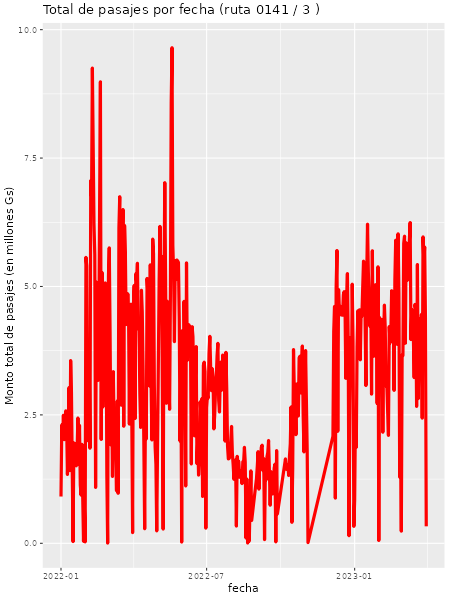 Total de pasajes por fecha (ruta 0141 / 3 )
Monto total de pasajes (en millones Gs)
10.0
7.5
5.0
2.5
0.0
2022-01
2022-07
2023-01
fecha